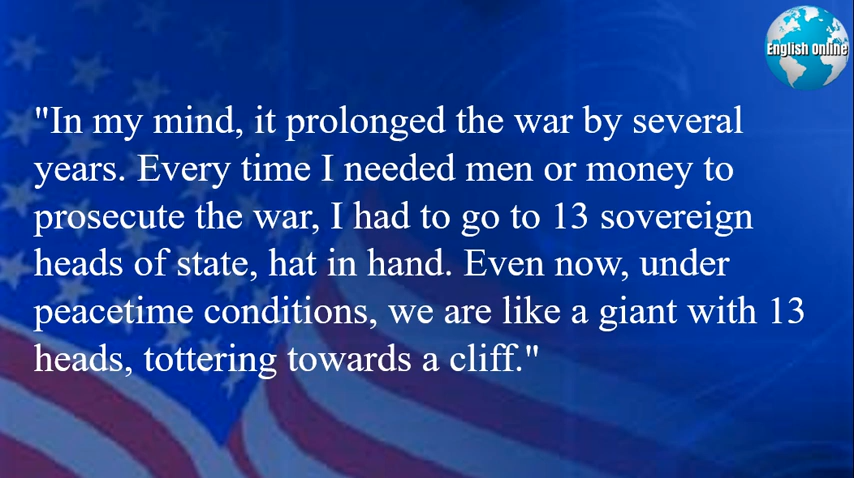 English Online
"In my mind, it prolonged the war by several
years. Every time I needed men or money to
prosecute the war, I had to go to 13 sovereign
heads of state, hat in hand. Even now, under
peacetime conditions, we are like a giant with 13
heads, tottering towards a cliff."